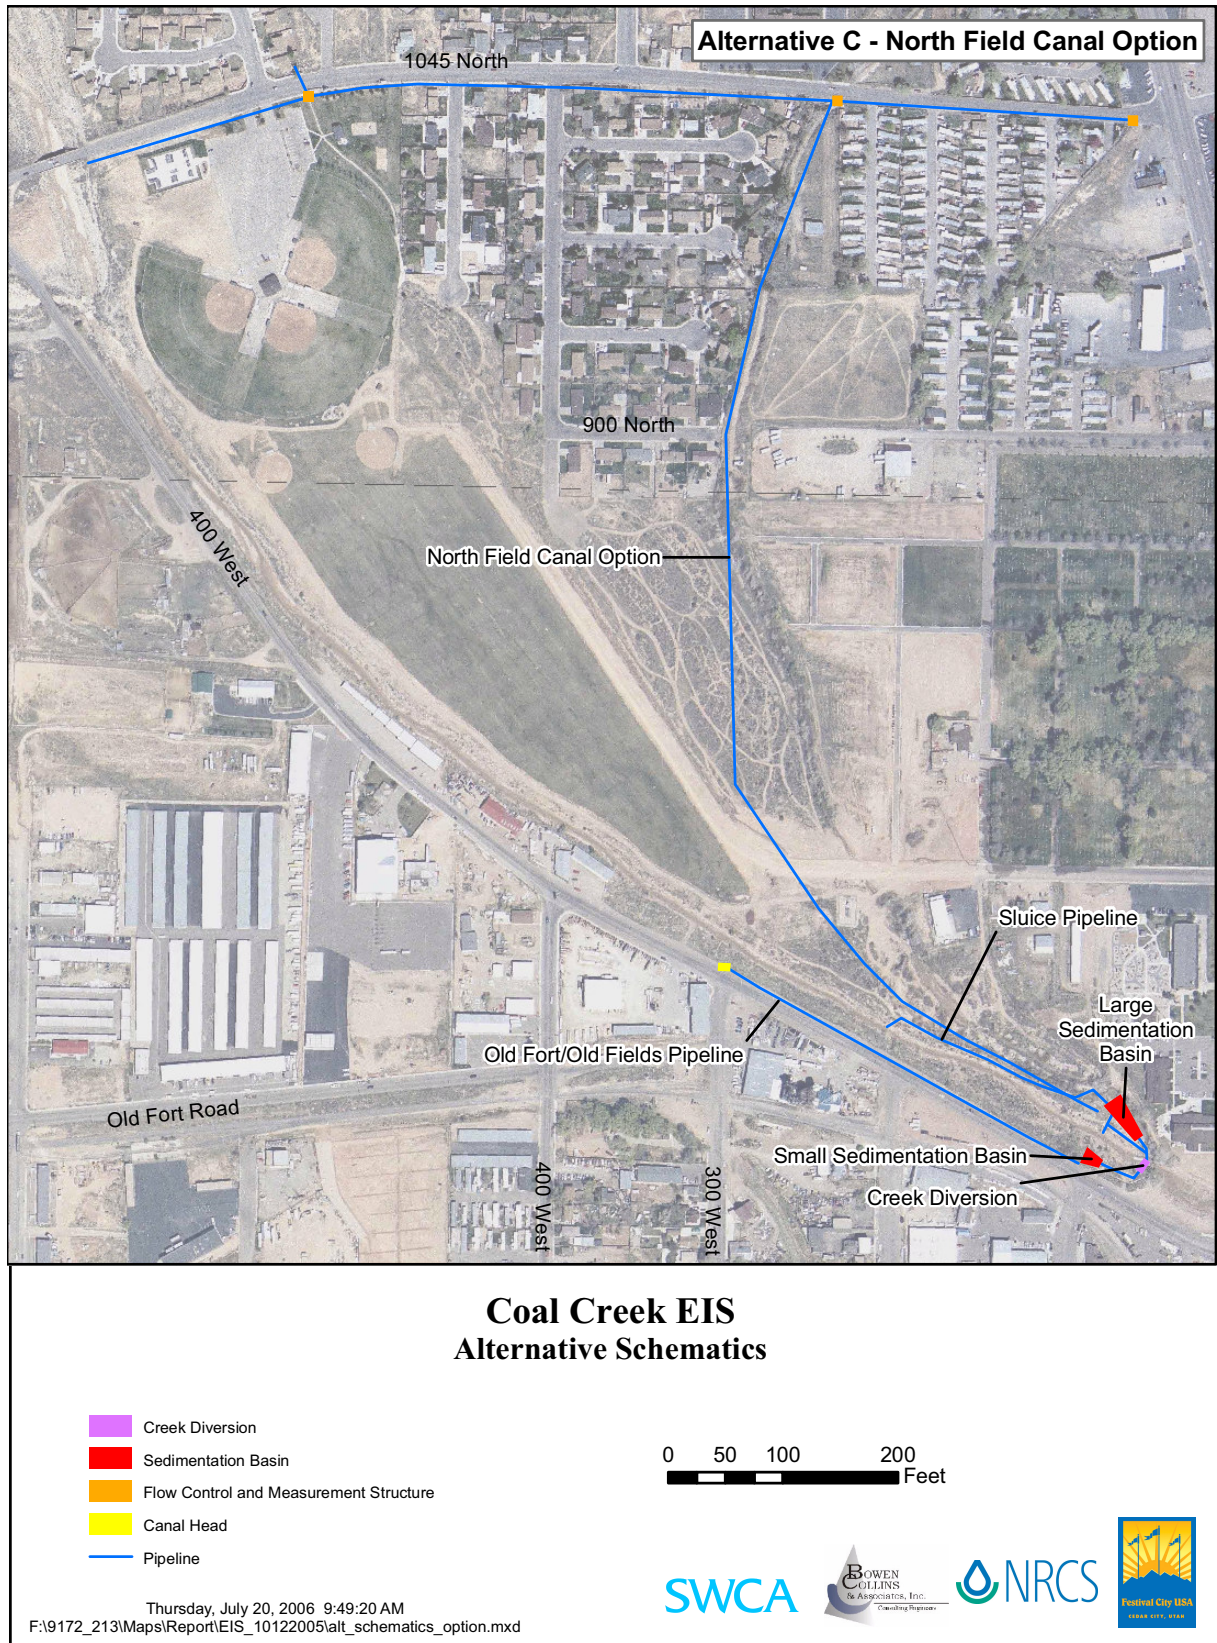 Alternative C - North Field Canal Option
1045 North
900 North
400 West
North Field Canal Option
Sluice Pipeline
Large
Sedimentation
Basin
Old Fort/Old Fields Pipeline
Old Fort Road
Small Sedimentation Basin
Creek Diversion
400 West
300 West
Coal Creek EIS
Alternative Schematics
Creek Diversion
Sedimentation Basin
Flow Control and Measurement Structure
Canal Head
Pipeline
0 50 100 200
Feet
Thursday, July 20, 2006 9:49:20 AM
F:\9172_213\Maps\Report\EIS_10122005\alt_schematics_option.mxd
SWCA
BOWEN
COLLINS
& Associates, Inc.
Consulting Engineers
NRCS
Festival City USA
CEDAR CITY, UTAH